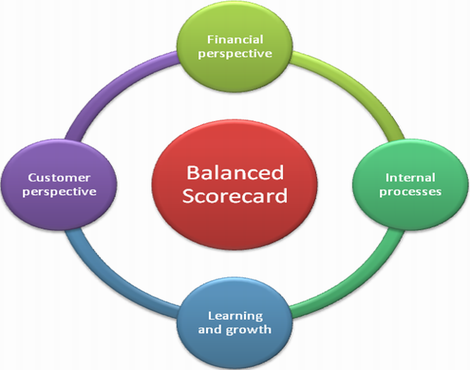 Financial
perspective
Customer
perspective
Balanced
Scorecard
Internal
processes
Learning
and growth